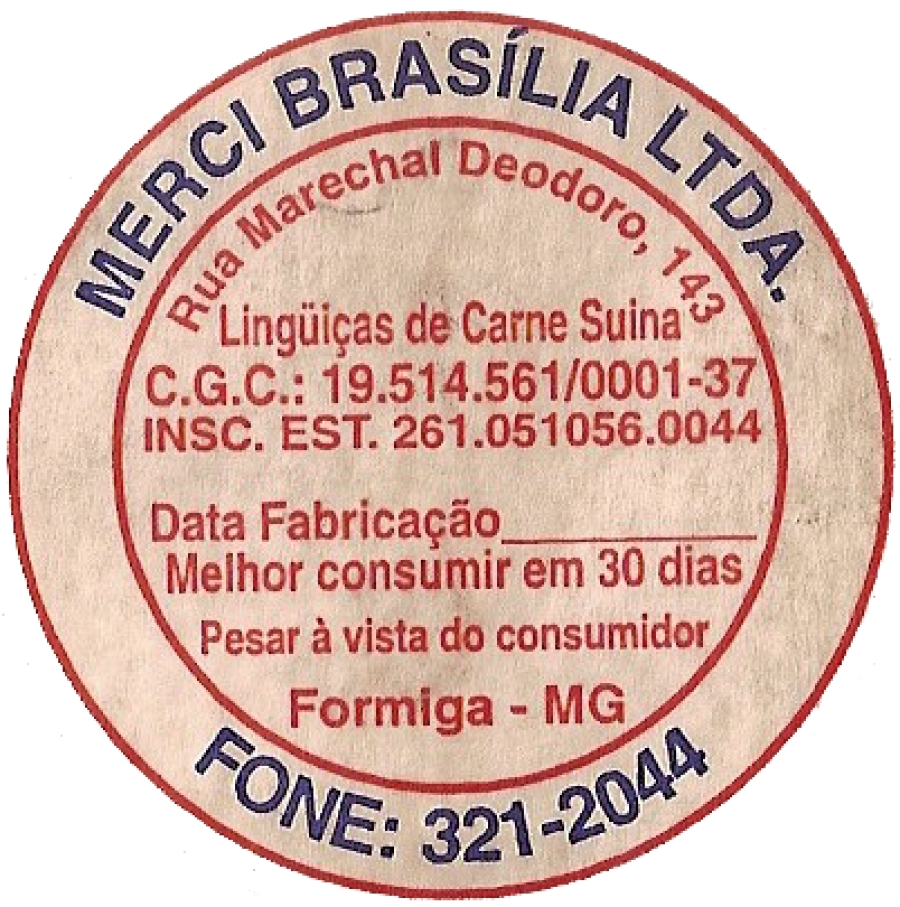 MERCI BRASÍLIA LTDA.
Rua Marechal Deodoro, 143
Lingüiças de Carne Suina
C.G.C.: 19.514.561/0001-37
INSC. EST. 261.051056.0044
Data Fabricação
Melhor consumir em 30 dias
Pesar à vista do consumidor
Formiga - MG
FONE: 321-2044